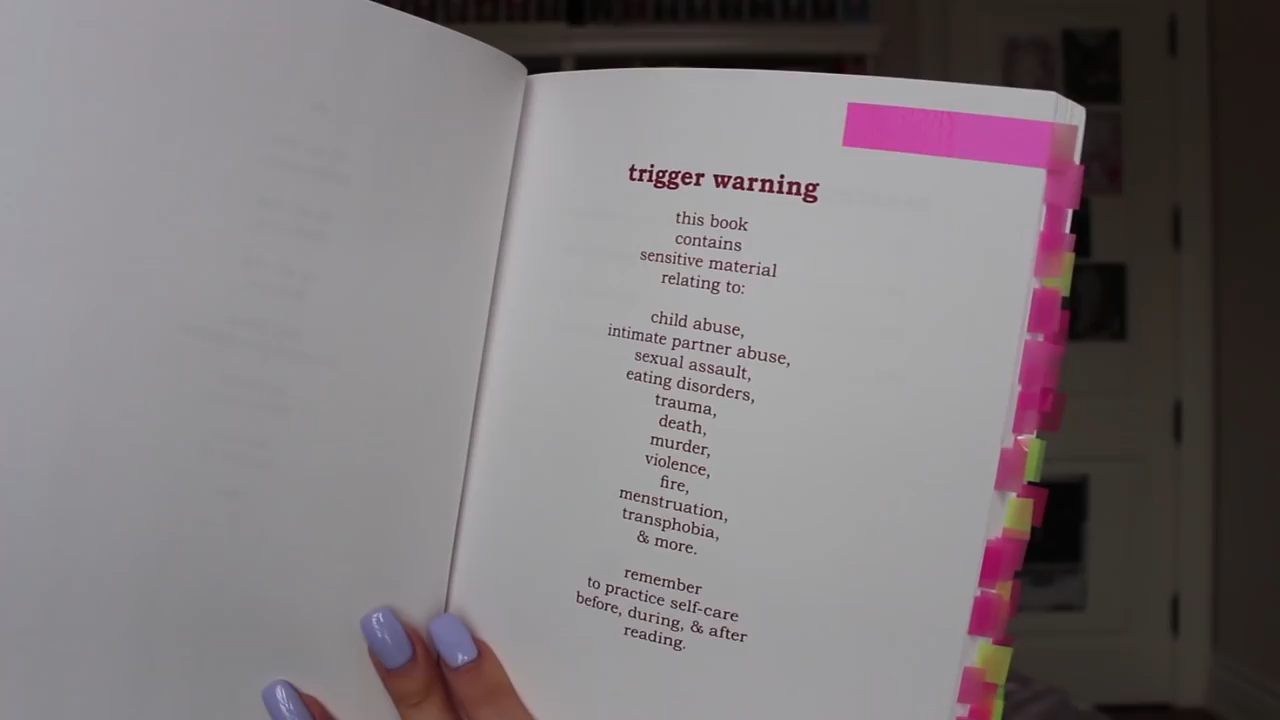 trigger warning
this book
contains
sensitive material
relating to:
child abuse,
intimate partner abuse,
sexual assault,
eating disorders,
trauma,
death,
murder,
violence,
fire,
menstruation,
transphobia,
& more.
remember
to practice self-care
before, during, & after
reading.